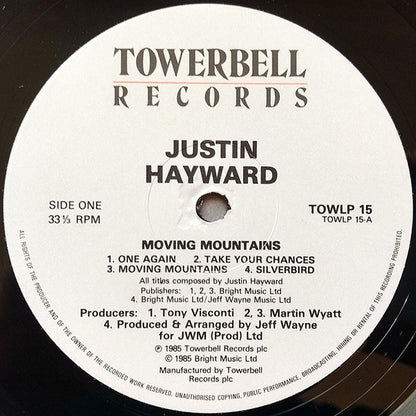 TOWERBELL
RECORDS
JUSTIN
HAYWARD
SIDE ONE
33⅓ RPM
TOWLP 15
TOWLP 15-A
MOVING MOUNTAINS
1. ONE AGAIN 2. TAKE YOUR CHANCES
3. MOVING MOUNTAINS 4. SILVERBIRD
All titles composed by Justin Hayward
Publishers: 1, 2, 3. Bright Music Ltd
4. Bright Music Ltd/Jeff Wayne Music Ltd
Producers: 1. Tony Visconti 2, 3. Martin Wyatt
4. Produced & Arranged by Jeff Wayne
for JWM (Prod) Ltd
℗ 1985 Towerbell Records plc
© 1985 Bright Music Ltd
Manufactured by Towerbell
Records plc
ALL RIGHTS OF THE PRODUCER AND OF THE OWNER OF THE RECORDED WORK RESERVED. UNAUTHORISED COPYING, PUBLIC PERFORMANCE, BROADCASTING, HIRING OR RENTAL OF THIS RECORDING PROHIBITED.